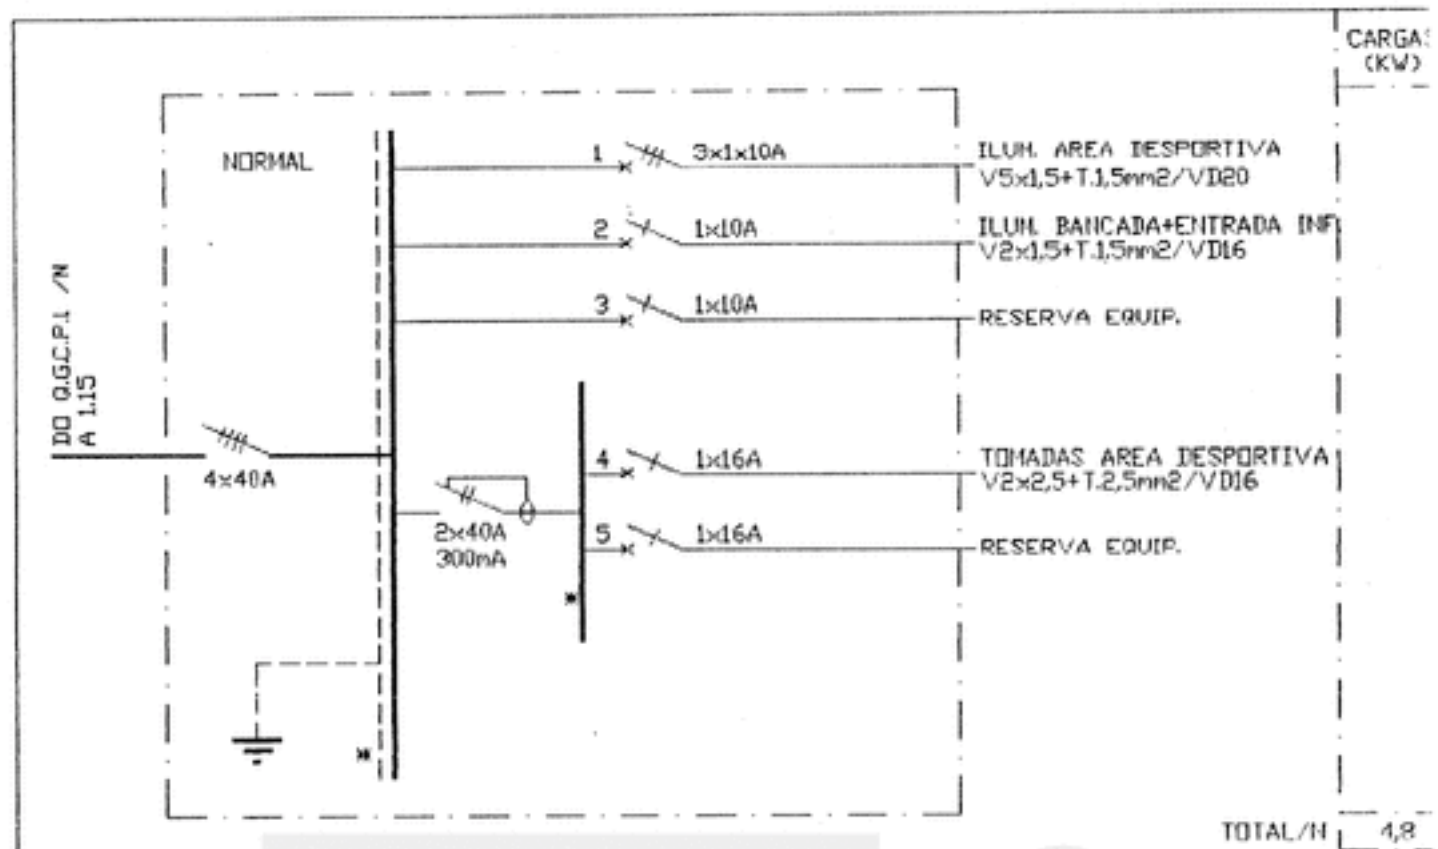 CARGAS
(KW)
NORMAL
1 3x1x10A ILUM. AREA DESPORTIVA
V5x1,5+T.1,5mm2/VD20
2 1x10A ILUM. BANCADA+ENTRADA INF
V2x1,5+T.1,5mm2/VD16
3 1x10A RESERVA EQUIP.
DO Q.G.C.P.1 /N
A 1.15
4x40A
4 1x16A TOMADAS AREA DESPORTIVA
V2x2,5+T.2,5mm2/VD16
2x40A
300mA
5 1x16A RESERVA EQUIP.
*
*
TOTAL/N 4,8